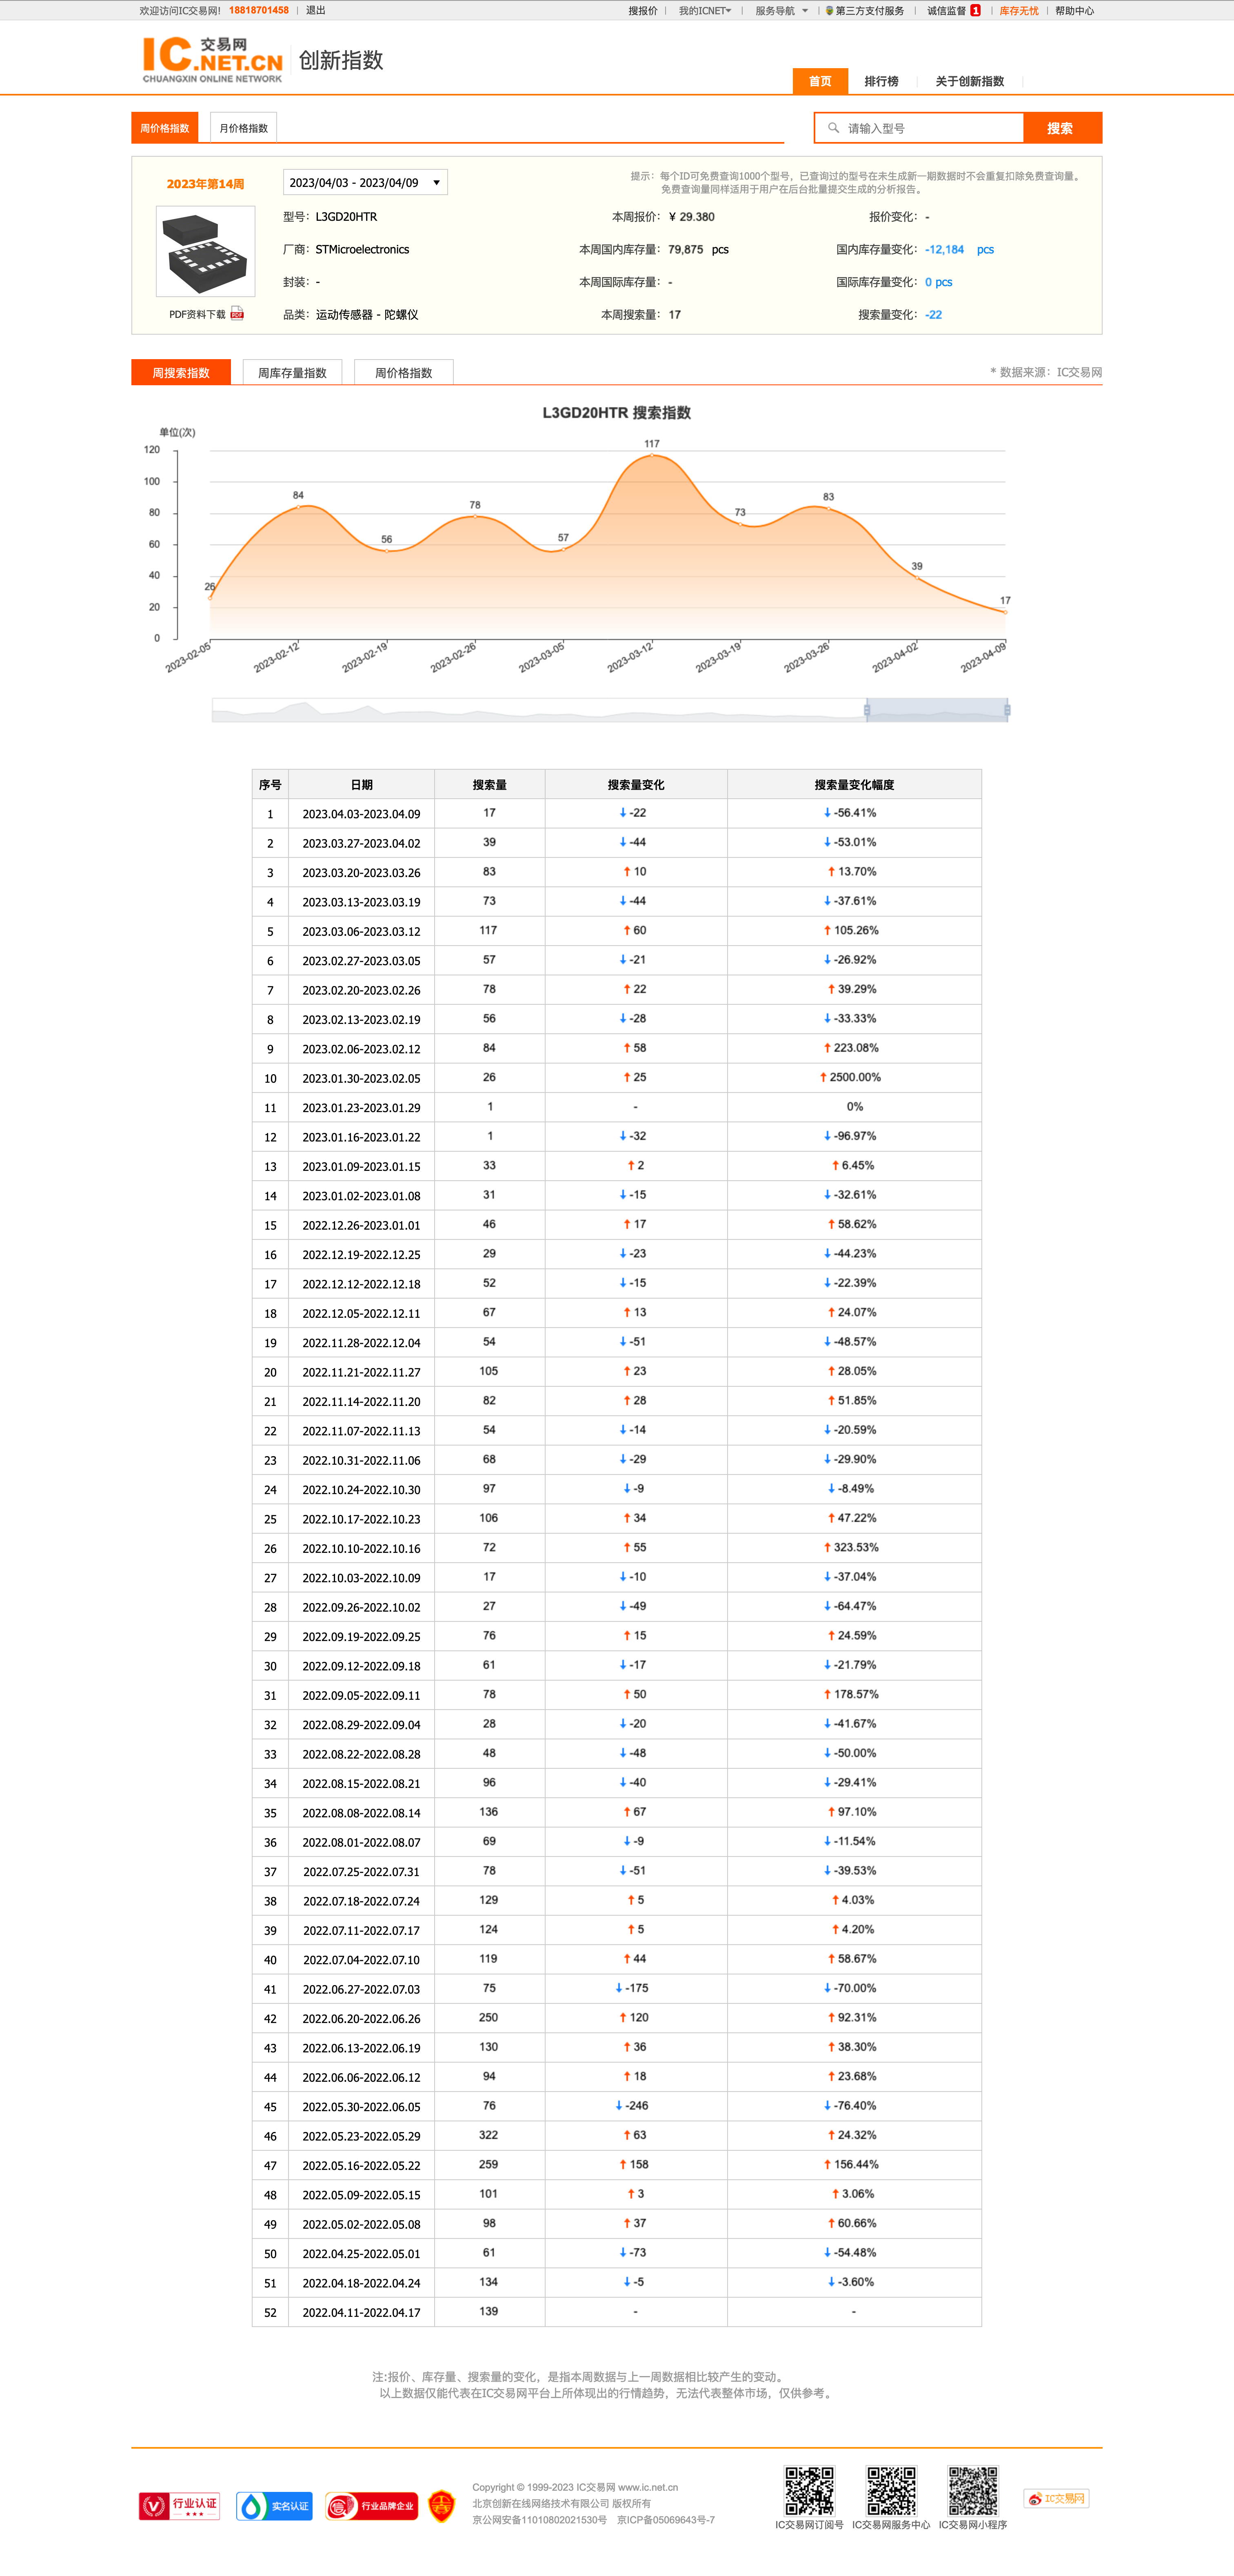 欢迎访问IC交易网! 18818701458 | 退出 搜报价 | 我的ICNET | 服务导航 | 第三方支付服务 | 诚信监督 1 | 库存无忧 | 帮助中心
IC 交易网
.NET.CN 创新指数
CHUANGXIN ONLINE NETWORK
首页 排行榜 关于创新指数
周价格指数 月价格指数 请输入型号 搜索
2023年第14周 2023/04/03 - 2023/04/09
提示：每个ID可免费查询1000个型号，已查询过的型号在未生成新一期数据时不会重复扣除免费查询量。
免费查询量同样适用于用户在后台批量提交生成的分析报告。
型号： L3GD20HTR 本周报价： ¥ 29.380 报价变化： -
厂商： STMicroelectronics 本周国内库存量： 79,875 pcs 国内库存量变化： -12,184 pcs
封装： - 本周国际库存量： - 国际库存量变化： 0 pcs
PDF资料下载 PDF 品类： 运动传感器 - 陀螺仪 本周搜索量： 17 搜索量变化： -22
周搜索指数 周库存量指数 周价格指数 * 数据来源：IC交易网
L3GD20HTR 搜索指数
单位(次)
120
100
80
60
40
20
0
26 84 56 78 57 117 73 83 39 17
2023-02-05 2023-02-12 2023-02-19 2023-02-26 2023-03-05 2023-03-12 2023-03-19 2023-03-26 2023-04-02 2023-04-09
序号 日期 搜索量 搜索量变化 搜索量变化幅度
1 2023.04.03-2023.04.09 17 ↓ -22 ↓ -56.41%
2 2023.03.27-2023.04.02 39 ↓ -44 ↓ -53.01%
3 2023.03.20-2023.03.26 83 ↑ 10 ↑ 13.70%
4 2023.03.13-2023.03.19 73 ↓ -44 ↓ -37.61%
5 2023.03.06-2023.03.12 117 ↑ 60 ↑ 105.26%
6 2023.02.27-2023.03.05 57 ↓ -21 ↓ -26.92%
7 2023.02.20-2023.02.26 78 ↑ 22 ↑ 39.29%
8 2023.02.13-2023.02.19 56 ↓ -28 ↓ -33.33%
9 2023.02.06-2023.02.12 84 ↑ 58 ↑ 223.08%
10 2023.01.30-2023.02.05 26 ↑ 25 ↑ 2500.00%
11 2023.01.23-2023.01.29 1 - 0%
12 2023.01.16-2023.01.22 1 ↓ -32 ↓ -96.97%
13 2023.01.09-2023.01.15 33 ↑ 2 ↑ 6.45%
14 2023.01.02-2023.01.08 31 ↓ -15 ↓ -32.61%
15 2022.12.26-2023.01.01 46 ↑ 17 ↑ 58.62%
16 2022.12.19-2022.12.25 29 ↓ -23 ↓ -44.23%
17 2022.12.12-2022.12.18 52 ↓ -15 ↓ -22.39%
18 2022.12.05-2022.12.11 67 ↑ 13 ↑ 24.07%
19 2022.11.28-2022.12.04 54 ↓ -51 ↓ -48.57%
20 2022.11.21-2022.11.27 105 ↑ 23 ↑ 28.05%
21 2022.11.14-2022.11.20 82 ↑ 28 ↑ 51.85%
22 2022.11.07-2022.11.13 54 ↓ -14 ↓ -20.59%
23 2022.10.31-2022.11.06 68 ↓ -29 ↓ -29.90%
24 2022.10.24-2022.10.30 97 ↓ -9 ↓ -8.49%
25 2022.10.17-2022.10.23 106 ↑ 34 ↑ 47.22%
26 2022.10.10-2022.10.16 72 ↑ 55 ↑ 323.53%
27 2022.10.03-2022.10.09 17 ↓ -10 ↓ -37.04%
28 2022.09.26-2022.10.02 27 ↓ -49 ↓ -64.47%
29 2022.09.19-2022.09.25 76 ↑ 15 ↑ 24.59%
30 2022.09.12-2022.09.18 61 ↓ -17 ↓ -21.79%
31 2022.09.05-2022.09.11 78 ↑ 50 ↑ 178.57%
32 2022.08.29-2022.09.04 28 ↓ -20 ↓ -41.67%
33 2022.08.22-2022.08.28 48 ↓ -48 ↓ -50.00%
34 2022.08.15-2022.08.21 96 ↓ -40 ↓ -29.41%
35 2022.08.08-2022.08.14 136 ↑ 67 ↑ 97.10%
36 2022.08.01-2022.08.07 69 ↓ -9 ↓ -11.54%
37 2022.07.25-2022.07.31 78 ↓ -51 ↓ -39.53%
38 2022.07.18-2022.07.24 129 ↑ 5 ↑ 4.03%
39 2022.07.11-2022.07.17 124 ↑ 5 ↑ 4.20%
40 2022.07.04-2022.07.10 119 ↑ 44 ↑ 58.67%
41 2022.06.27-2022.07.03 75 ↓ -175 ↓ -70.00%
42 2022.06.20-2022.06.26 250 ↑ 120 ↑ 92.31%
43 2022.06.13-2022.06.19 130 ↑ 36 ↑ 38.30%
44 2022.06.06-2022.06.12 94 ↑ 18 ↑ 23.68%
45 2022.05.30-2022.06.05 76 ↓ -246 ↓ -76.40%
46 2022.05.23-2022.05.29 322 ↑ 63 ↑ 24.32%
47 2022.05.16-2022.05.22 259 ↑ 158 ↑ 156.44%
48 2022.05.09-2022.05.15 101 ↑ 3 ↑ 3.06%
49 2022.05.02-2022.05.08 98 ↑ 37 ↑ 60.66%
50 2022.04.25-2022.05.01 61 ↓ -73 ↓ -54.48%
51 2022.04.18-2022.04.24 134 ↓ -5 ↓ -3.60%
52 2022.04.11-2022.04.17 139 - -
注:报价、库存量、搜索量的变化，是指本周数据与上一周数据相比较产生的变动。
以上数据仅能代表在IC交易网平台上所体现出的行情趋势，无法代表整体市场，仅供参考。
行业认证 实名认证 行业品牌企业
Copyright © 1999-2023 IC交易网 www.ic.net.cn
北京创新在线网络技术有限公司 版权所有
京公网安备11010802021530号 京ICP备05069643号-7
IC交易网订阅号 IC交易网服务中心 IC交易网小程序
IC交易网